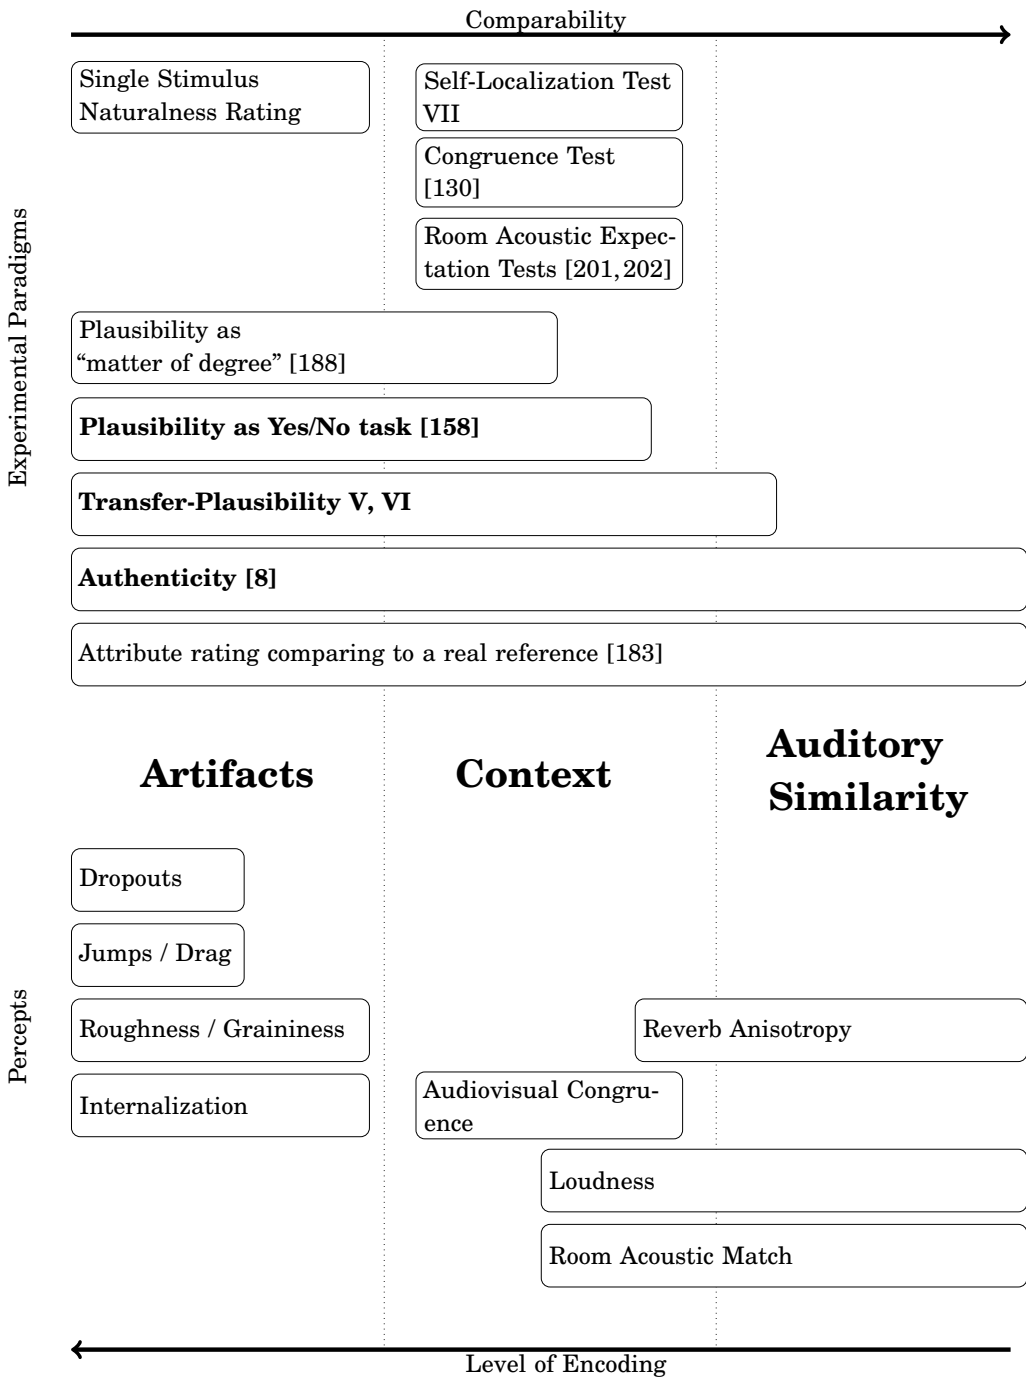 Comparability
Single Stimulus
Naturalness Rating
Self-Localization Test
VII
Congruence Test
[130]
Room Acoustic Expec-
tation Tests [201, 202]
Experimental Paradigms
Plausibility as
“matter of degree” [188]
Plausibility as Yes/No task [158]
Transfer-Plausibility V, VI
Authenticity [8]
Attribute rating comparing to a real reference [183]
Artifacts
Context
Auditory
Similarity
Percepts
Dropouts
Jumps / Drag
Roughness / Graininess
Reverb Anisotropy
Internalization
Audiovisual Congru-
ence
Loudness
Room Acoustic Match
Level of Encoding